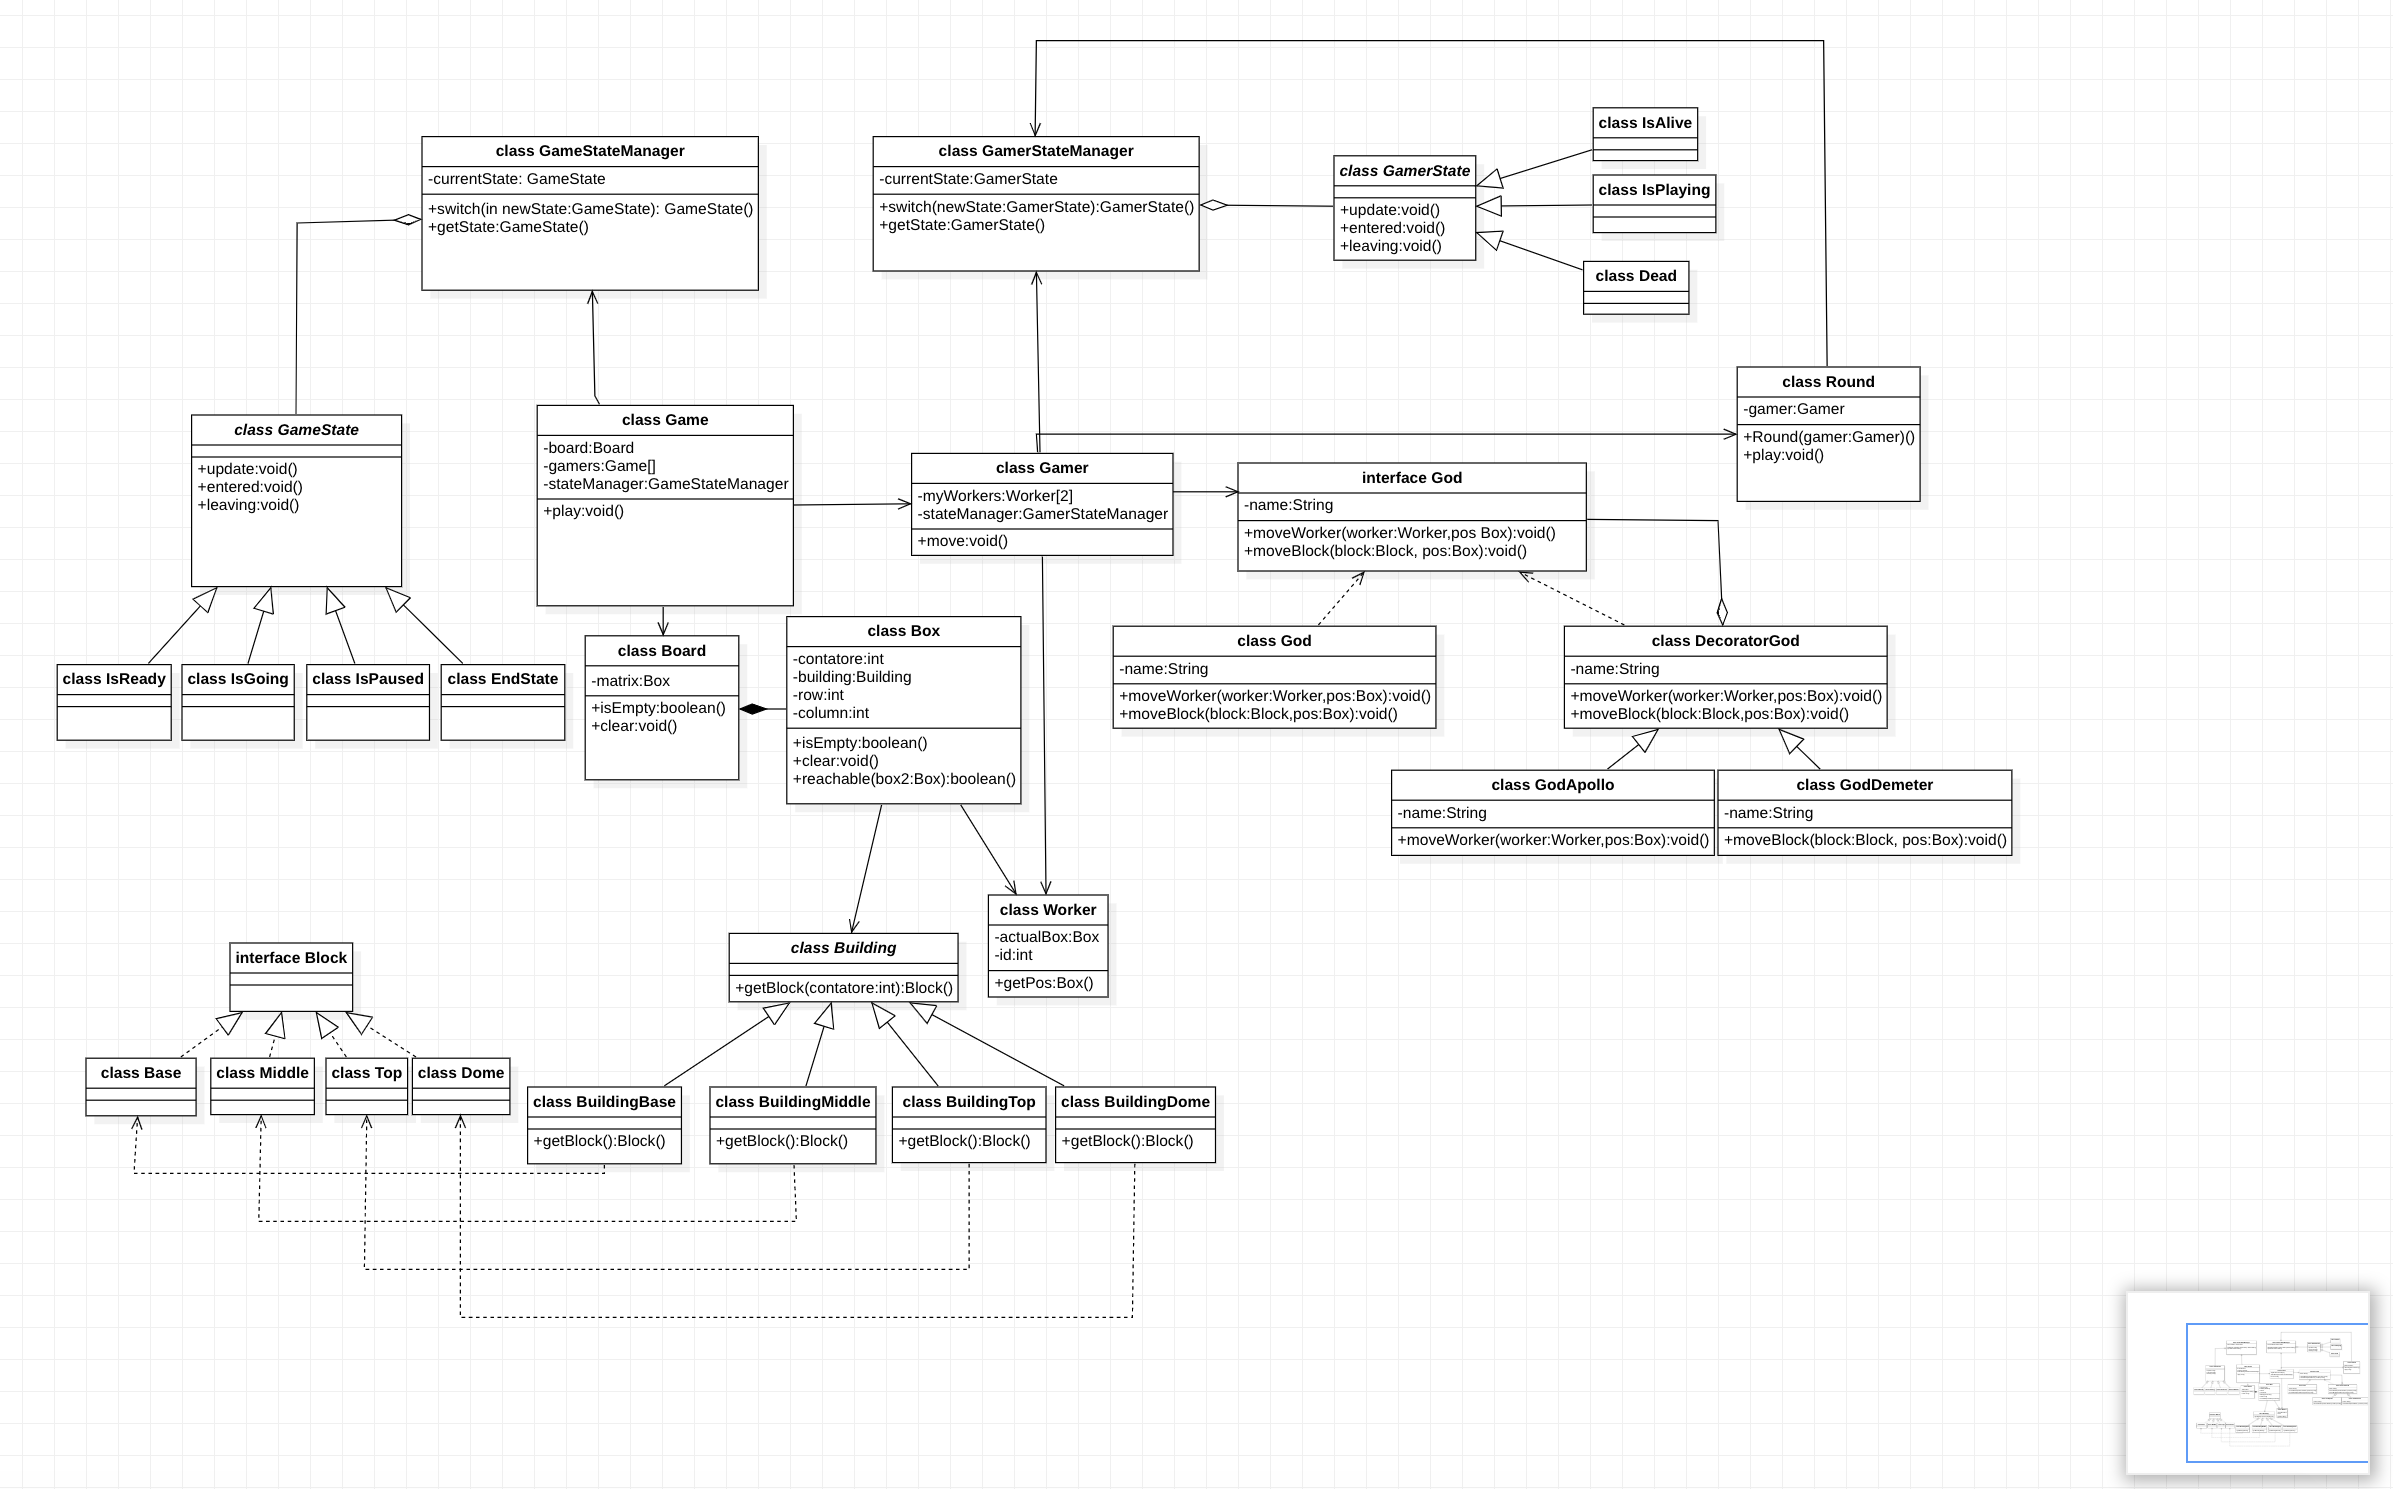 class GameStateManager
-currentState: GameState
+switch(in newState:GameState): GameState()
+getState:GameState()
class GamerStateManager
-currentState:GamerState
+switch(newState:GamerState):GamerState()
+getState:GamerState()
class GamerState
+update:void()
+entered:void()
+leaving:void()
class IsAlive
class IsPlaying
class Dead
class Round
-gamer:Gamer
+Round(gamer:Gamer)()
+play:void()
class GameState
+update:void()
+entered:void()
+leaving:void()
class Game
-board:Board
-gamers:Game[]
-stateManager:GameStateManager
+play:void()
class Gamer
-myWorkers:Worker[2]
-stateManager:GamerStateManager
+move:void()
interface God
-name:String
+moveWorker(worker:Worker,pos Box):void()
+moveBlock(block:Block, pos:Box):void()
class IsReady
class IsGoing
class IsPaused
class EndState
class Board
-matrix:Box
+isEmpty:boolean()
+clear:void()
class Box
-contatore:int
-building:Building
-row:int
-column:int
+isEmpty:boolean()
+clear:void()
+reachable(box2:Box):boolean()
class God
-name:String
+moveWorker(worker:Worker,pos:Box):void()
+moveBlock(block:Block,pos:Box):void()
class DecoratorGod
-name:String
+moveWorker(worker:Worker,pos:Box):void()
+moveBlock(block:Block,pos:Box):void()
class GodApollo
-name:String
+moveWorker(worker:Worker,pos:Box):void()
class GodDemeter
-name:String
+moveBlock(block:Block, pos:Box):void()
class Worker
-actualBox:Box
-id:int
+getPos:Box()
interface Block
class Building
+getBlock(contatore:int):Block()
class Base
class Middle
class Top
class Dome
class BuildingBase
+getBlock():Block()
class BuildingMiddle
+getBlock():Block()
class BuildingTop
+getBlock():Block()
class BuildingDome
+getBlock():Block()